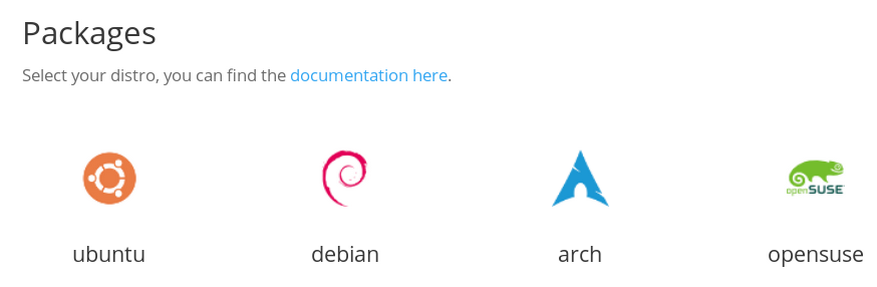 Packages
Select your distro, you can find the documentation here.
openSUSE
ubuntu debian arch opensuse